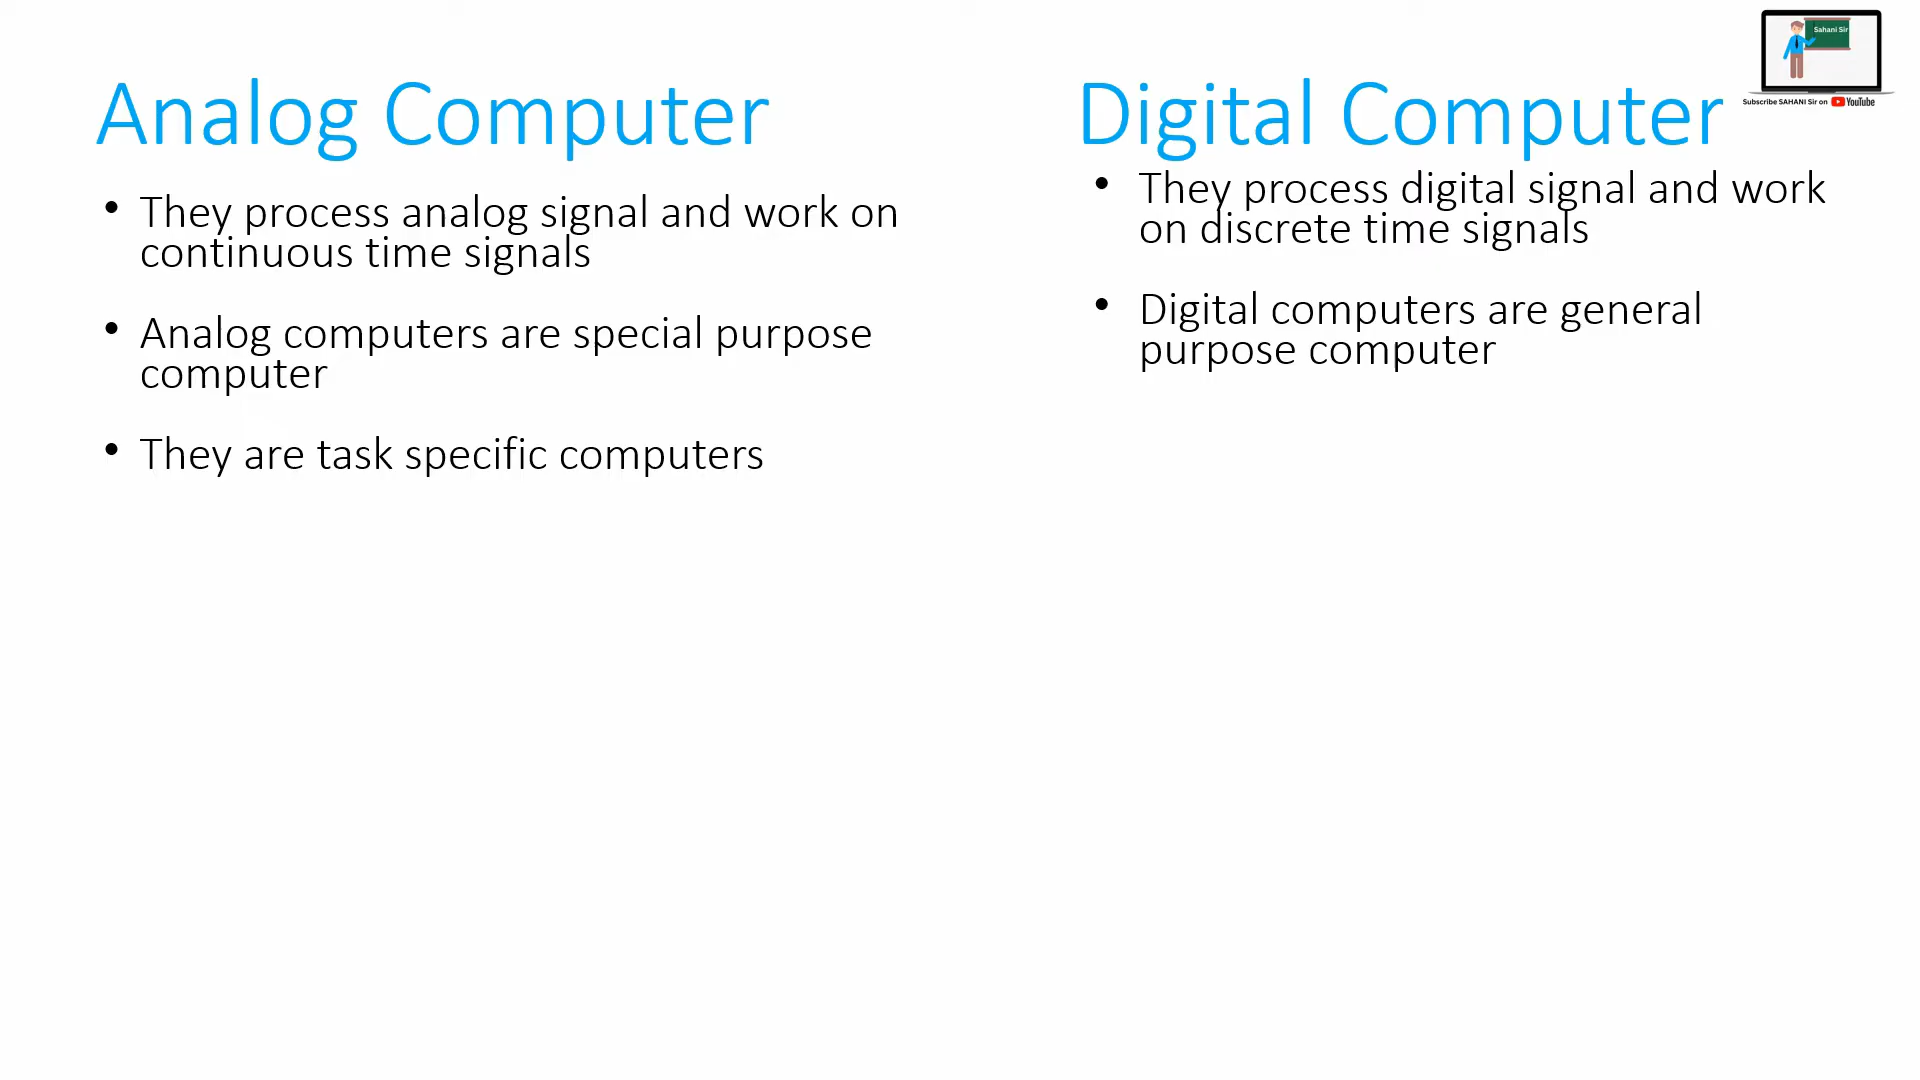 Analog Computer
• They process analog signal and work on
continuous time signals
• Analog computers are special purpose
computer
• They are task specific computers
Digital Computer
• They process digital signal and work
on discrete time signals
• Digital computers are general
purpose computer
Sahani Sir
Subscribe SAHANI Sir on YouTube